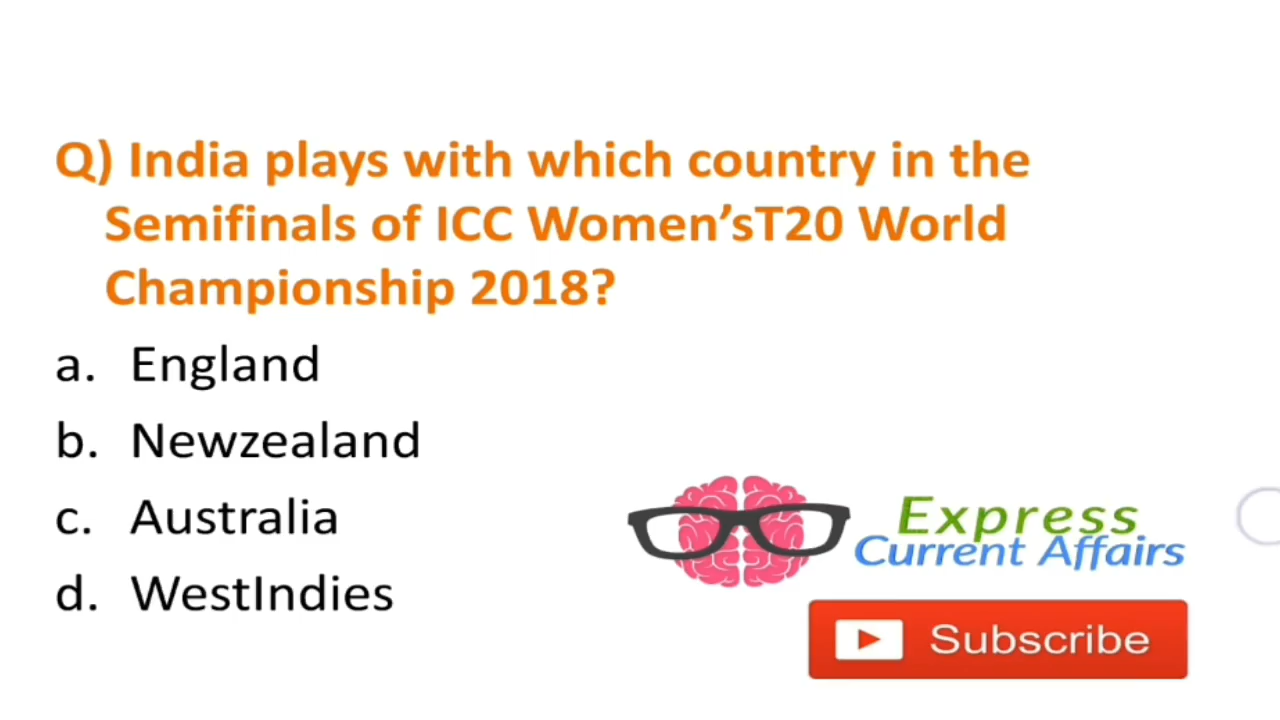 Q) India plays with which country in the
Semifinals of ICC Women’sT20 World
Championship 2018?
a. England
b. Newzealand
c. Australia
d. WestIndies
Express
Current Affairs
Subscribe